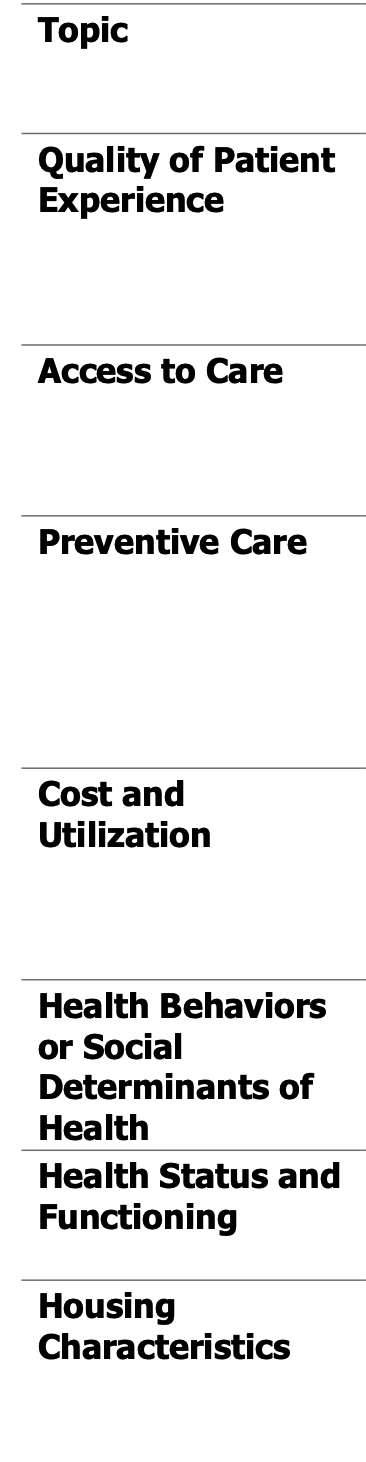 Topic
Quality of Patient
Experience
Access to Care
Preventive Care
Cost and
Utilization
Health Behaviors
or Social
Determinants of
Health
Health Status and
Functioning
Housing
Characteristics